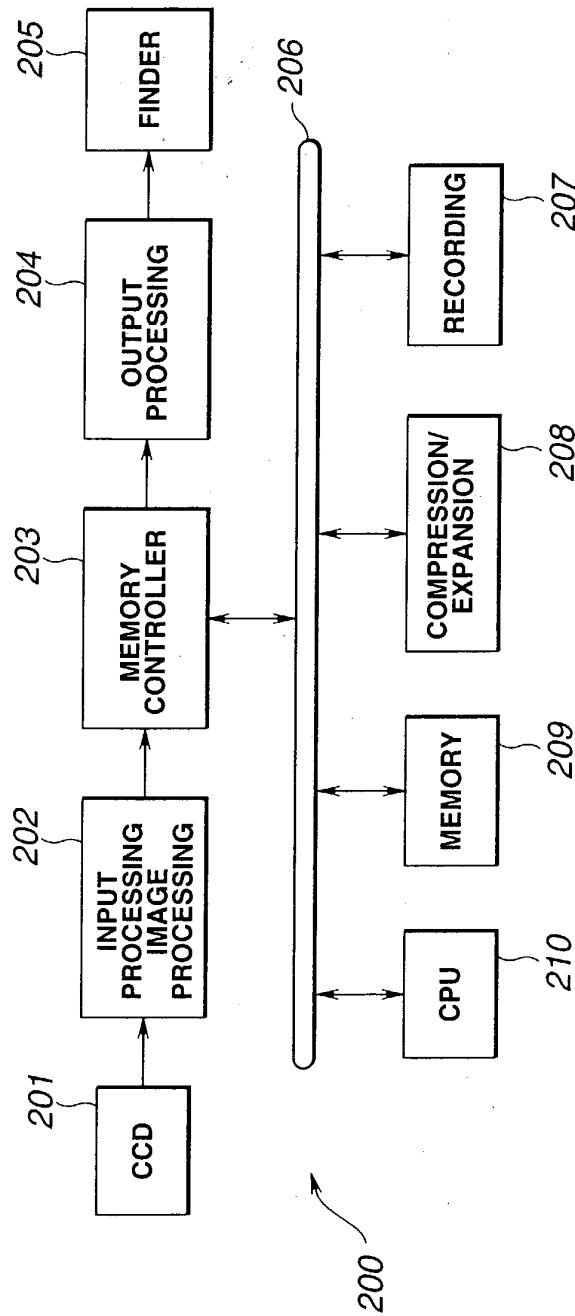 201
CCD
202
INPUT
PROCESSING
IMAGE
PROCESSING
203
MEMORY
CONTROLLER
204
OUTPUT
PROCESSING
205
FINDER
206
210
CPU
209
MEMORY
208
COMPRESSION/
EXPANSION
207
RECORDING
200